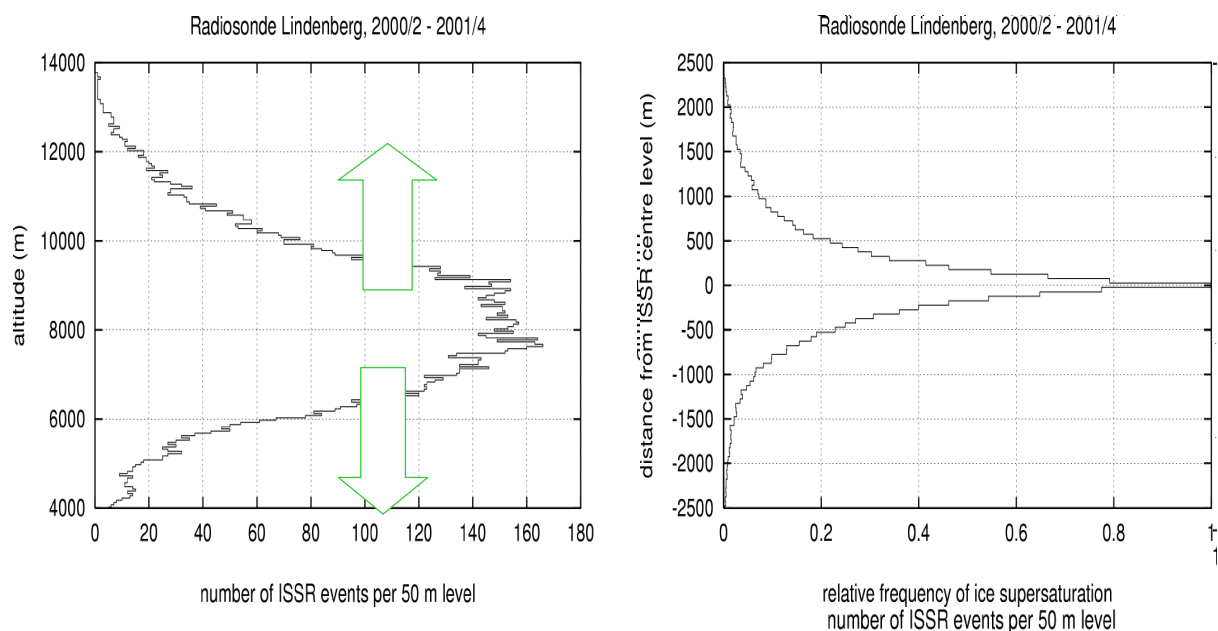 Radiosonde Lindenberg, 2000/2 - 2001/4
altitude (m)
14000
12000
10000
8000
6000
4000
0 20 40 60 80 100 120 140 160 180
number of ISSR events per 50 m level
Radiosonde Lindenberg, 2000/2 - 2001/4
distance from ISSR centre level (m)
2500
2000
1500
1000
500
0
-500
-1000
-1500
-2000
-2500
0 0.2 0.4 0.6 0.8 1
1
relative frequency of ice supersaturation
number of ISSR events per 50 m level